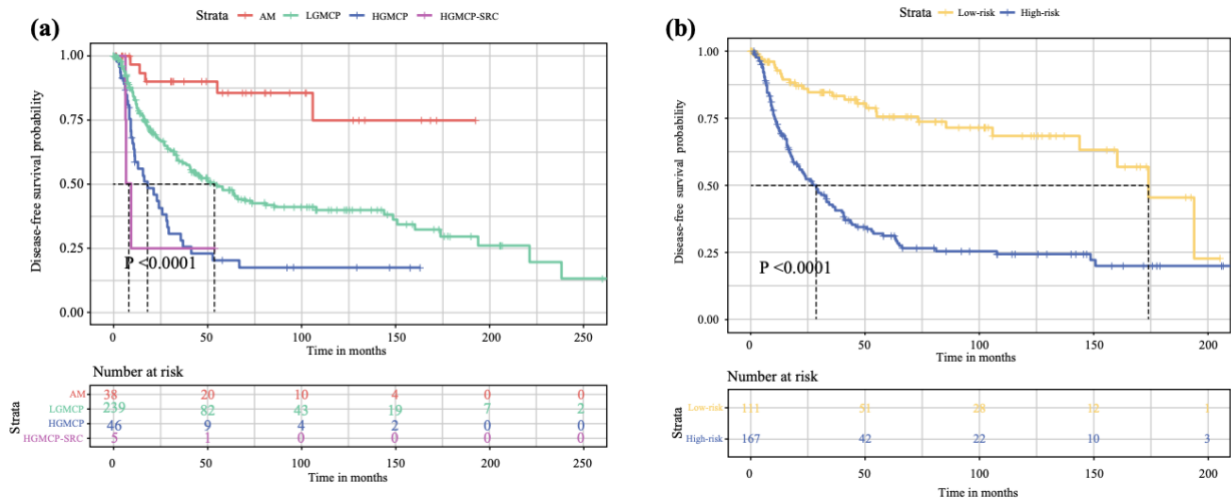 (a)
Strata AM LGMCP HGMCP HGMCP-SRC
1.00
0.75
0.50
0.25
0.00
Disease-free survival probability
P <0.0001
0 50 100 150 200 250
Time in months
Number at risk
Strata
AM 38 20 10 4 0 0
LGMCP 239 82 43 19 7 2
HGMCP 46 9 4 2 0 0
HGMCP-SRC 5 1 0 0 0 0
0 50 100 150 200 250
Time in months
(b)
Strata Low-risk High-risk
1.00
0.75
0.50
0.25
0.00
Disease-free survival probability
P <0.0001
0 50 100 150 200
Time in months
Number at risk
Strata
Low-risk 111 51 28 12 1
High-risk 167 42 22 10 3
0 50 100 150 200
Time in months